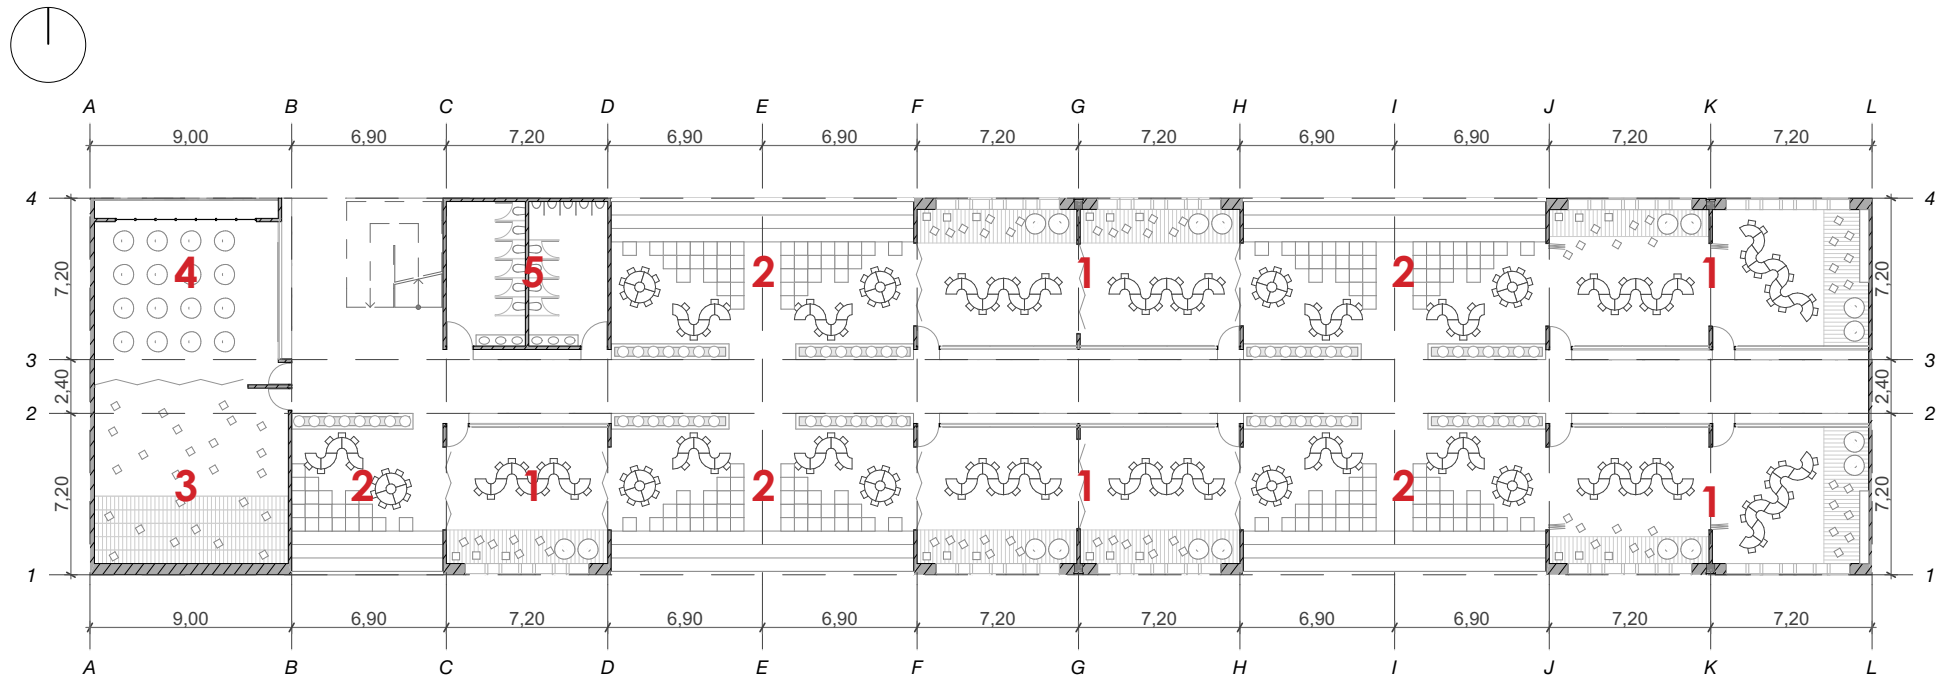 A B C D E F G H I J K L
9,00 6,90 7,20 6,90 6,90 7,20 7,20 6,90 6,90 7,20 7,20
4 4
7,20 4 5 2 1 2 1 7,20
3 3
2,40 2,40
2 2
7,20 3 2 1 2 1 2 1 7,20
1 1
9,00 6,90 7,20 6,90 6,90 7,20 7,20 6,90 6,90 7,20 7,20
A B C D E F G H I J K L